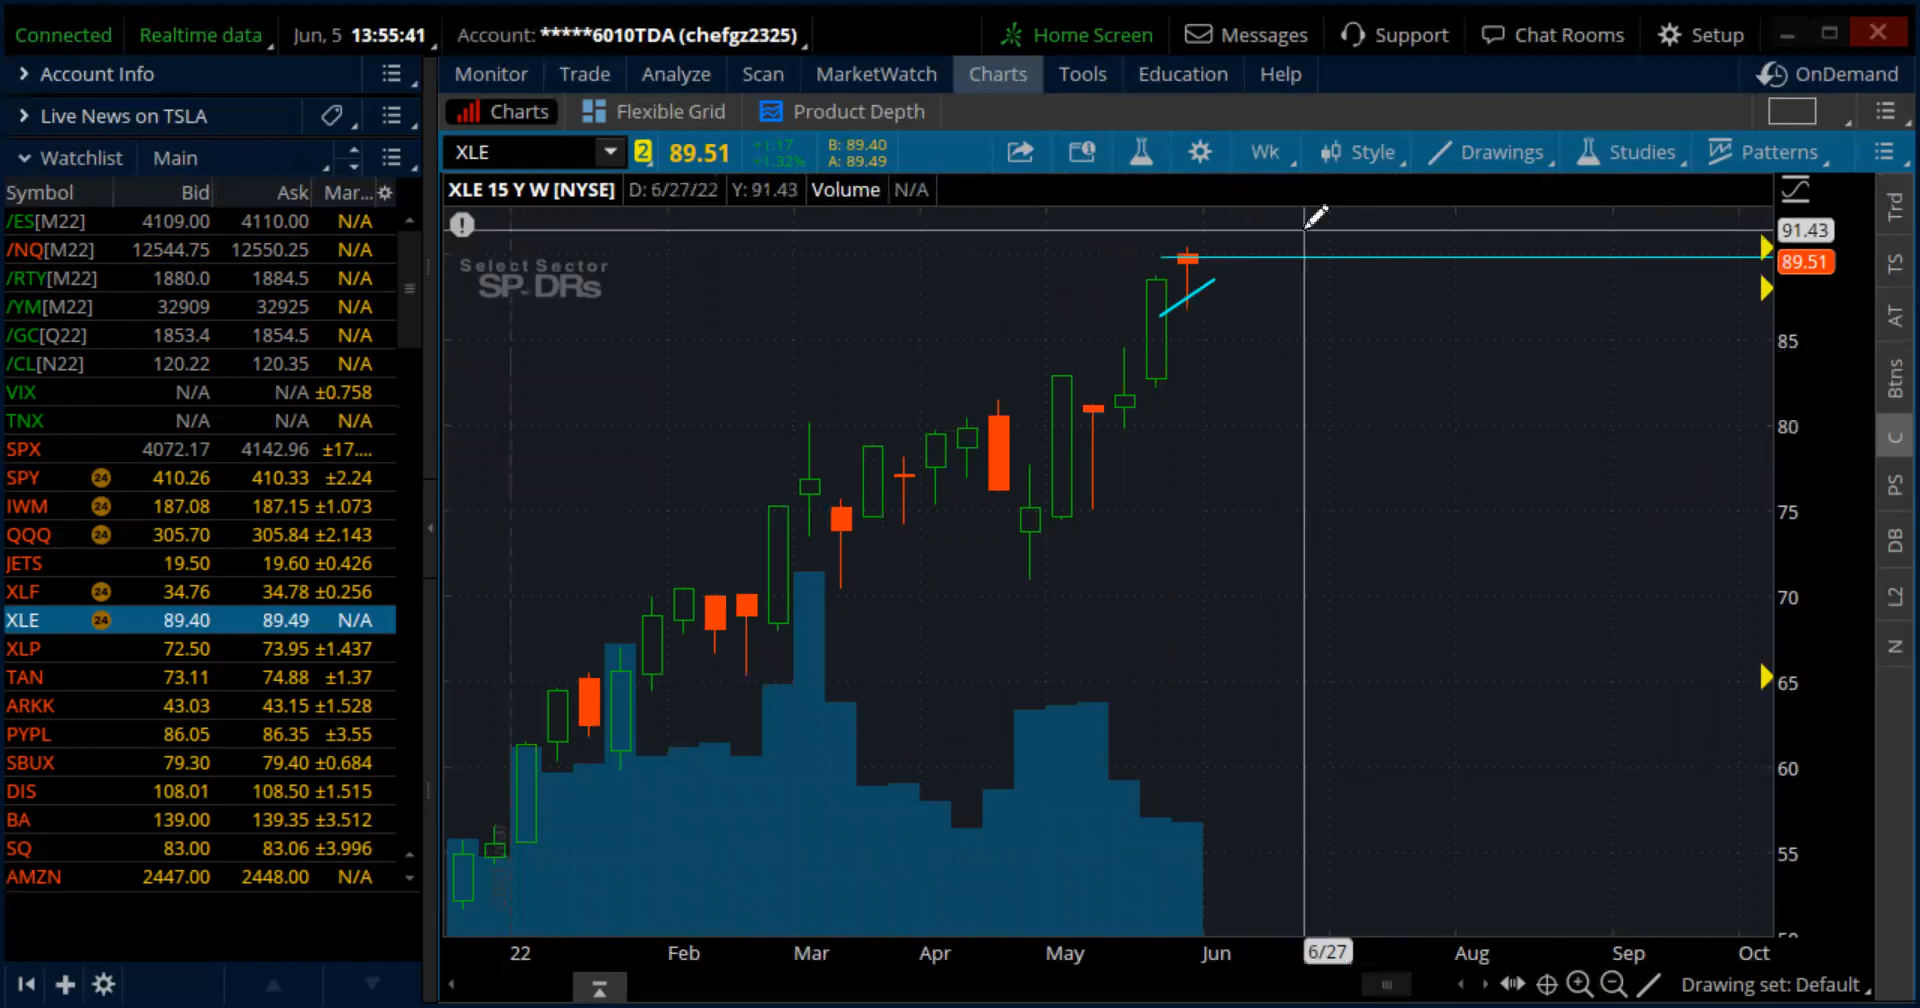 Connected Realtime data Jun, 5 13:55:41 Account: *****6010TDA (chefgz2325) Home Screen Messages Support Chat Rooms Setup
Account Info Monitor Trade Analyze Scan MarketWatch Charts Tools Education Help OnDemand
Live News on TSLA Charts Flexible Grid Product Depth
Watchlist Main XLE 2 89.51 +1.17 +1.32% B: 89.40 A: 89.49 Wk Style Drawings Studies Patterns
XLE 15 Y W [NYSE] D: 6/27/22 Y: 91.43 Volume N/A
Symbol Bid Ask Mar...
/ES[M22] 4109.00 4110.00 N/A
/NQ[M22] 12544.75 12550.25 N/A
/RTY[M22] 1880.0 1884.5 N/A
/YM[M22] 32909 32925 N/A
/GC[Q22] 1853.4 1854.5 N/A
/CL[N22] 120.22 120.35 N/A
VIX N/A N/A ±0.758
TNX N/A N/A N/A
SPX 4072.17 4142.96 ±17....
SPY 24 410.26 410.33 ±2.24
IWM 24 187.08 187.15 ±1.073
QQQ 24 305.70 305.84 ±2.143
JETS 19.50 19.60 ±0.426
XLF 24 34.76 34.78 ±0.256
XLE 24 89.40 89.49 N/A
XLP 72.50 73.95 ±1.437
TAN 73.11 74.88 ±1.37
ARKK 43.03 43.15 ±1.528
PYPL 86.05 86.35 ±3.55
SBUX 79.30 79.40 ±0.684
DIS 108.01 108.50 ±1.515
BA 139.00 139.35 ±3.512
SQ 83.00 83.06 ±3.996
AMZN 2447.00 2448.00 N/A
Select Sector
SPDRs
91.43
89.51
85
80
75
70
65
60
55
22 Feb Mar Apr May Jun 6/27 Aug Sep Oct
Trd
TS
AT
Btns
C
PS
DB
L2
N
Drawing set: Default